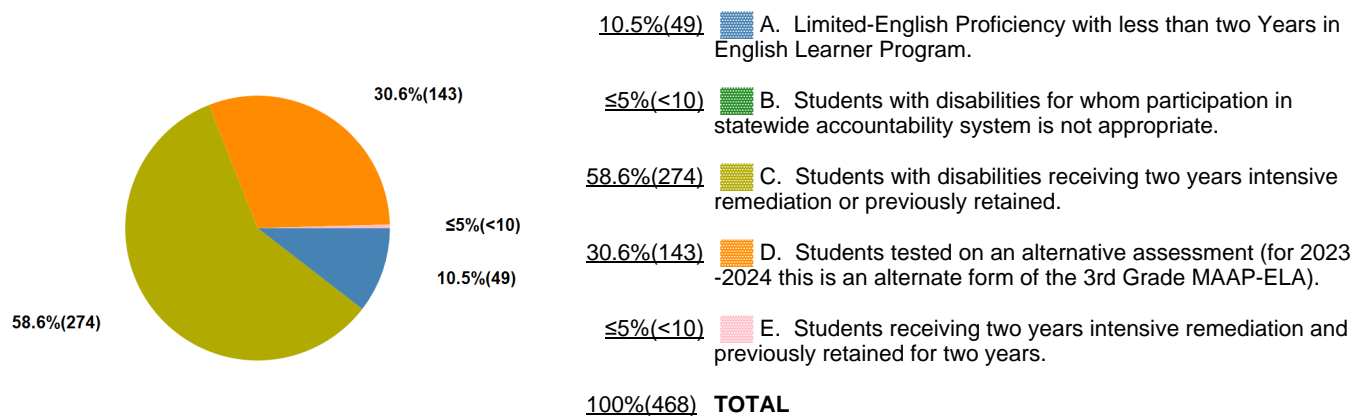 30.6%(143)
≤5%(<10)
10.5%(49)
58.6%(274)
10.5%(49) A. Limited-English Proficiency with less than two Years in
English Learner Program.
≤5%(<10) B. Students with disabilities for whom participation in
statewide accountability system is not appropriate.
58.6%(274) C. Students with disabilities receiving two years intensive
remediation or previously retained.
30.6%(143) D. Students tested on an alternative assessment (for 2023
-2024 this is an alternate form of the 3rd Grade MAAP-ELA).
≤5%(<10) E. Students receiving two years intensive remediation and
previously retained for two years.
100%(468) TOTAL